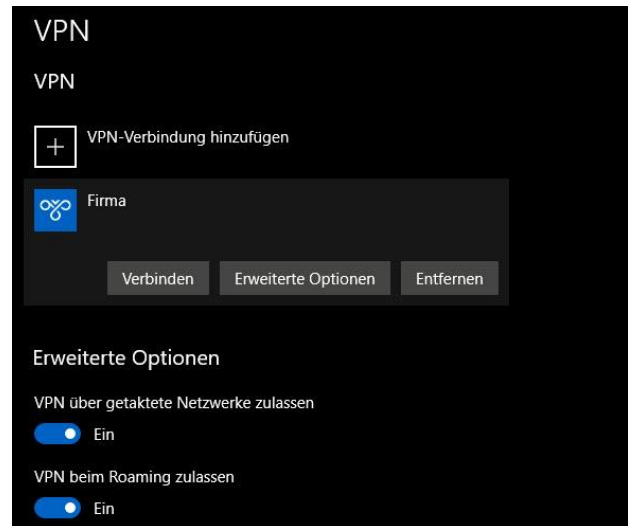 VPN
VPN
VPN-Verbindung hinzufügen
Firma
Verbinden Erweiterte Optionen Entfernen
Erweiterte Optionen
VPN über getaktete Netzwerke zulassen
Ein
VPN beim Roaming zulassen
Ein